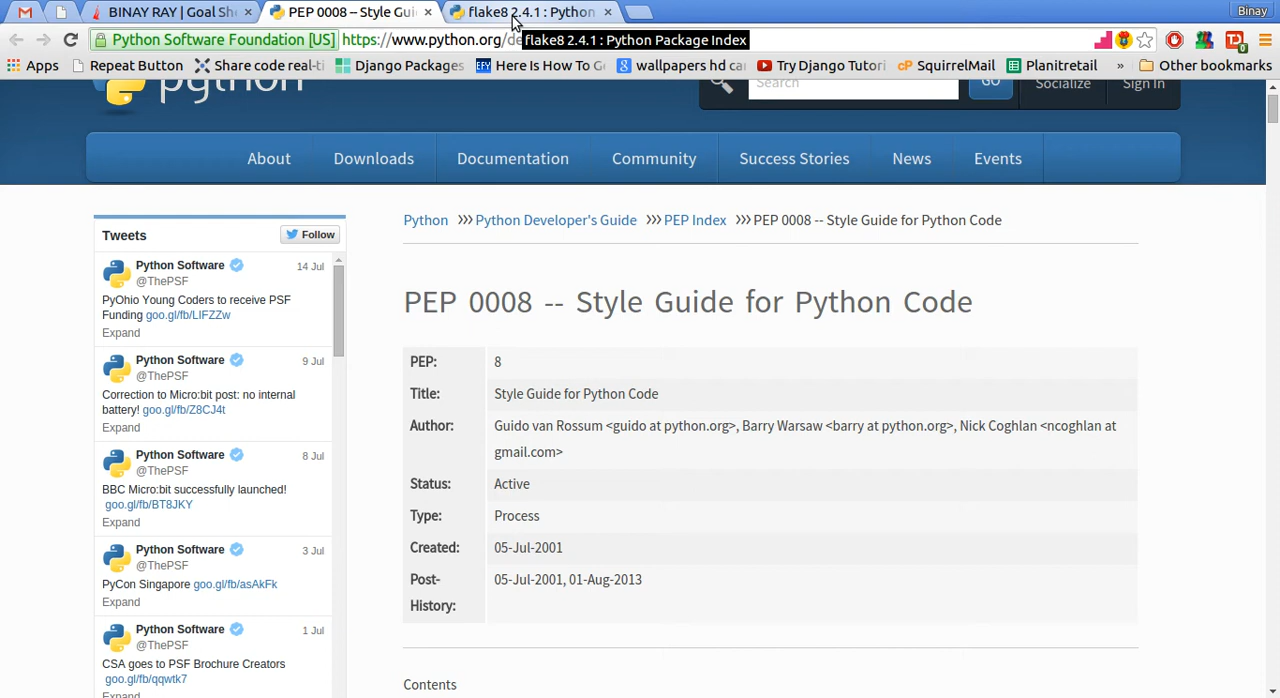 BINAY RAY | Goal She
PEP 0008 -- Style Gui
flake8 2.4.1 : Python
Binay
Python Software Foundation [US]
https://www.python.org/de
flake8 2.4.1 : Python Package Index
Apps
Repeat Button
Share code real-ti
Django Packages
EFY
Here Is How To G
wallpapers hd ca
Try Django Tutori
cP SquirrelMail
Planitretail
»
Other bookmarks
python
Search
GO
Socialize
Sign In
About
Downloads
Documentation
Community
Success Stories
News
Events
Tweets
Follow
Python Software
14 Jul
@ThePSF
PyOhio Young Coders to receive PSF
Funding goo.gl/fb/LIFZZw
Expand
Python Software
9 Jul
@ThePSF
Correction to Micro:bit post: no internal
battery! goo.gl/fb/Z8CJ4t
Expand
Python Software
8 Jul
@ThePSF
BBC Micro:bit successfully launched!
goo.gl/fb/BT8JKY
Expand
Python Software
3 Jul
@ThePSF
PyCon Singapore goo.gl/fb/asAkFk
Expand
Python Software
1 Jul
@ThePSF
CSA goes to PSF Brochure Creators
goo.gl/fb/qqwtk7
Expand
Python >>> Python Developer's Guide >>> PEP Index >>> PEP 0008 -- Style Guide for Python Code
PEP 0008 -- Style Guide for Python Code
PEP: 8
Title: Style Guide for Python Code
Author: Guido van Rossum <guido at python.org>, Barry Warsaw <barry at python.org>, Nick Coghlan <ncoghlan at
gmail.com>
Status: Active
Type: Process
Created: 05-Jul-2001
Post- 05-Jul-2001, 01-Aug-2013
History:
Contents